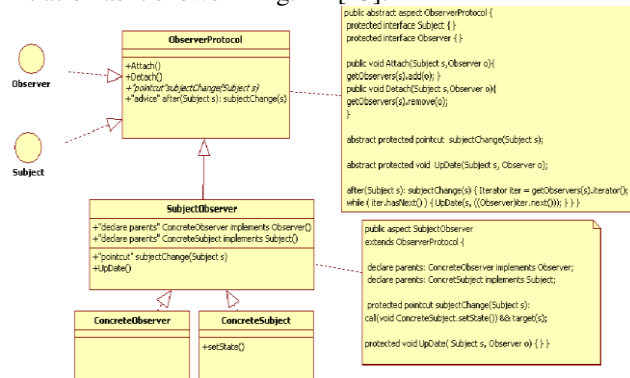 ObserverProtocol
+Attach()
+Detach()
+"pointcut"subjectChange(Subject s)
+"advice" after(Subject s): subjectChange(s)
Observer
Subject
public abstract aspect ObserverProtocol {
protected interface Subject { }
protected interface Observer { }
public void Attach(Subject s,Observer o){
getObservers(s).add(o); }
public void Detach(Subject s,Observer o){
getObservers(s).remove(o);
}
abstract protected pointcut subjectChange(Subject s);
abstract protected void UpDate(Subject s, Observer o);
after(Subject s): subjectChange(s) { Iterator iter = getObservers(s).iterator();
while ( iter.hasNext() ) { UpDate(s, ((Observer)iter.next())); } } }
SubjectObserver
+"declare parents" ConcreteObserver implements Observer()
+"declare parents" ConcreteSubject implements Subject()
+"pointcut" subjectChange(Subject s)
+UpDate()
public aspect SubjectObserver
extends ObserverProtocol {
declare parents: ConcreteObserver implements Observer;
declare parents: ConcretSubject implements Subject;
protected pointcut subjectChange(Subject s):
call(void ConcreteSubject.setState()) && target(s);
protected void UpDate( Subject s, Observer o) { } }
ConcreteObserver
ConcreteSubject
+setState()